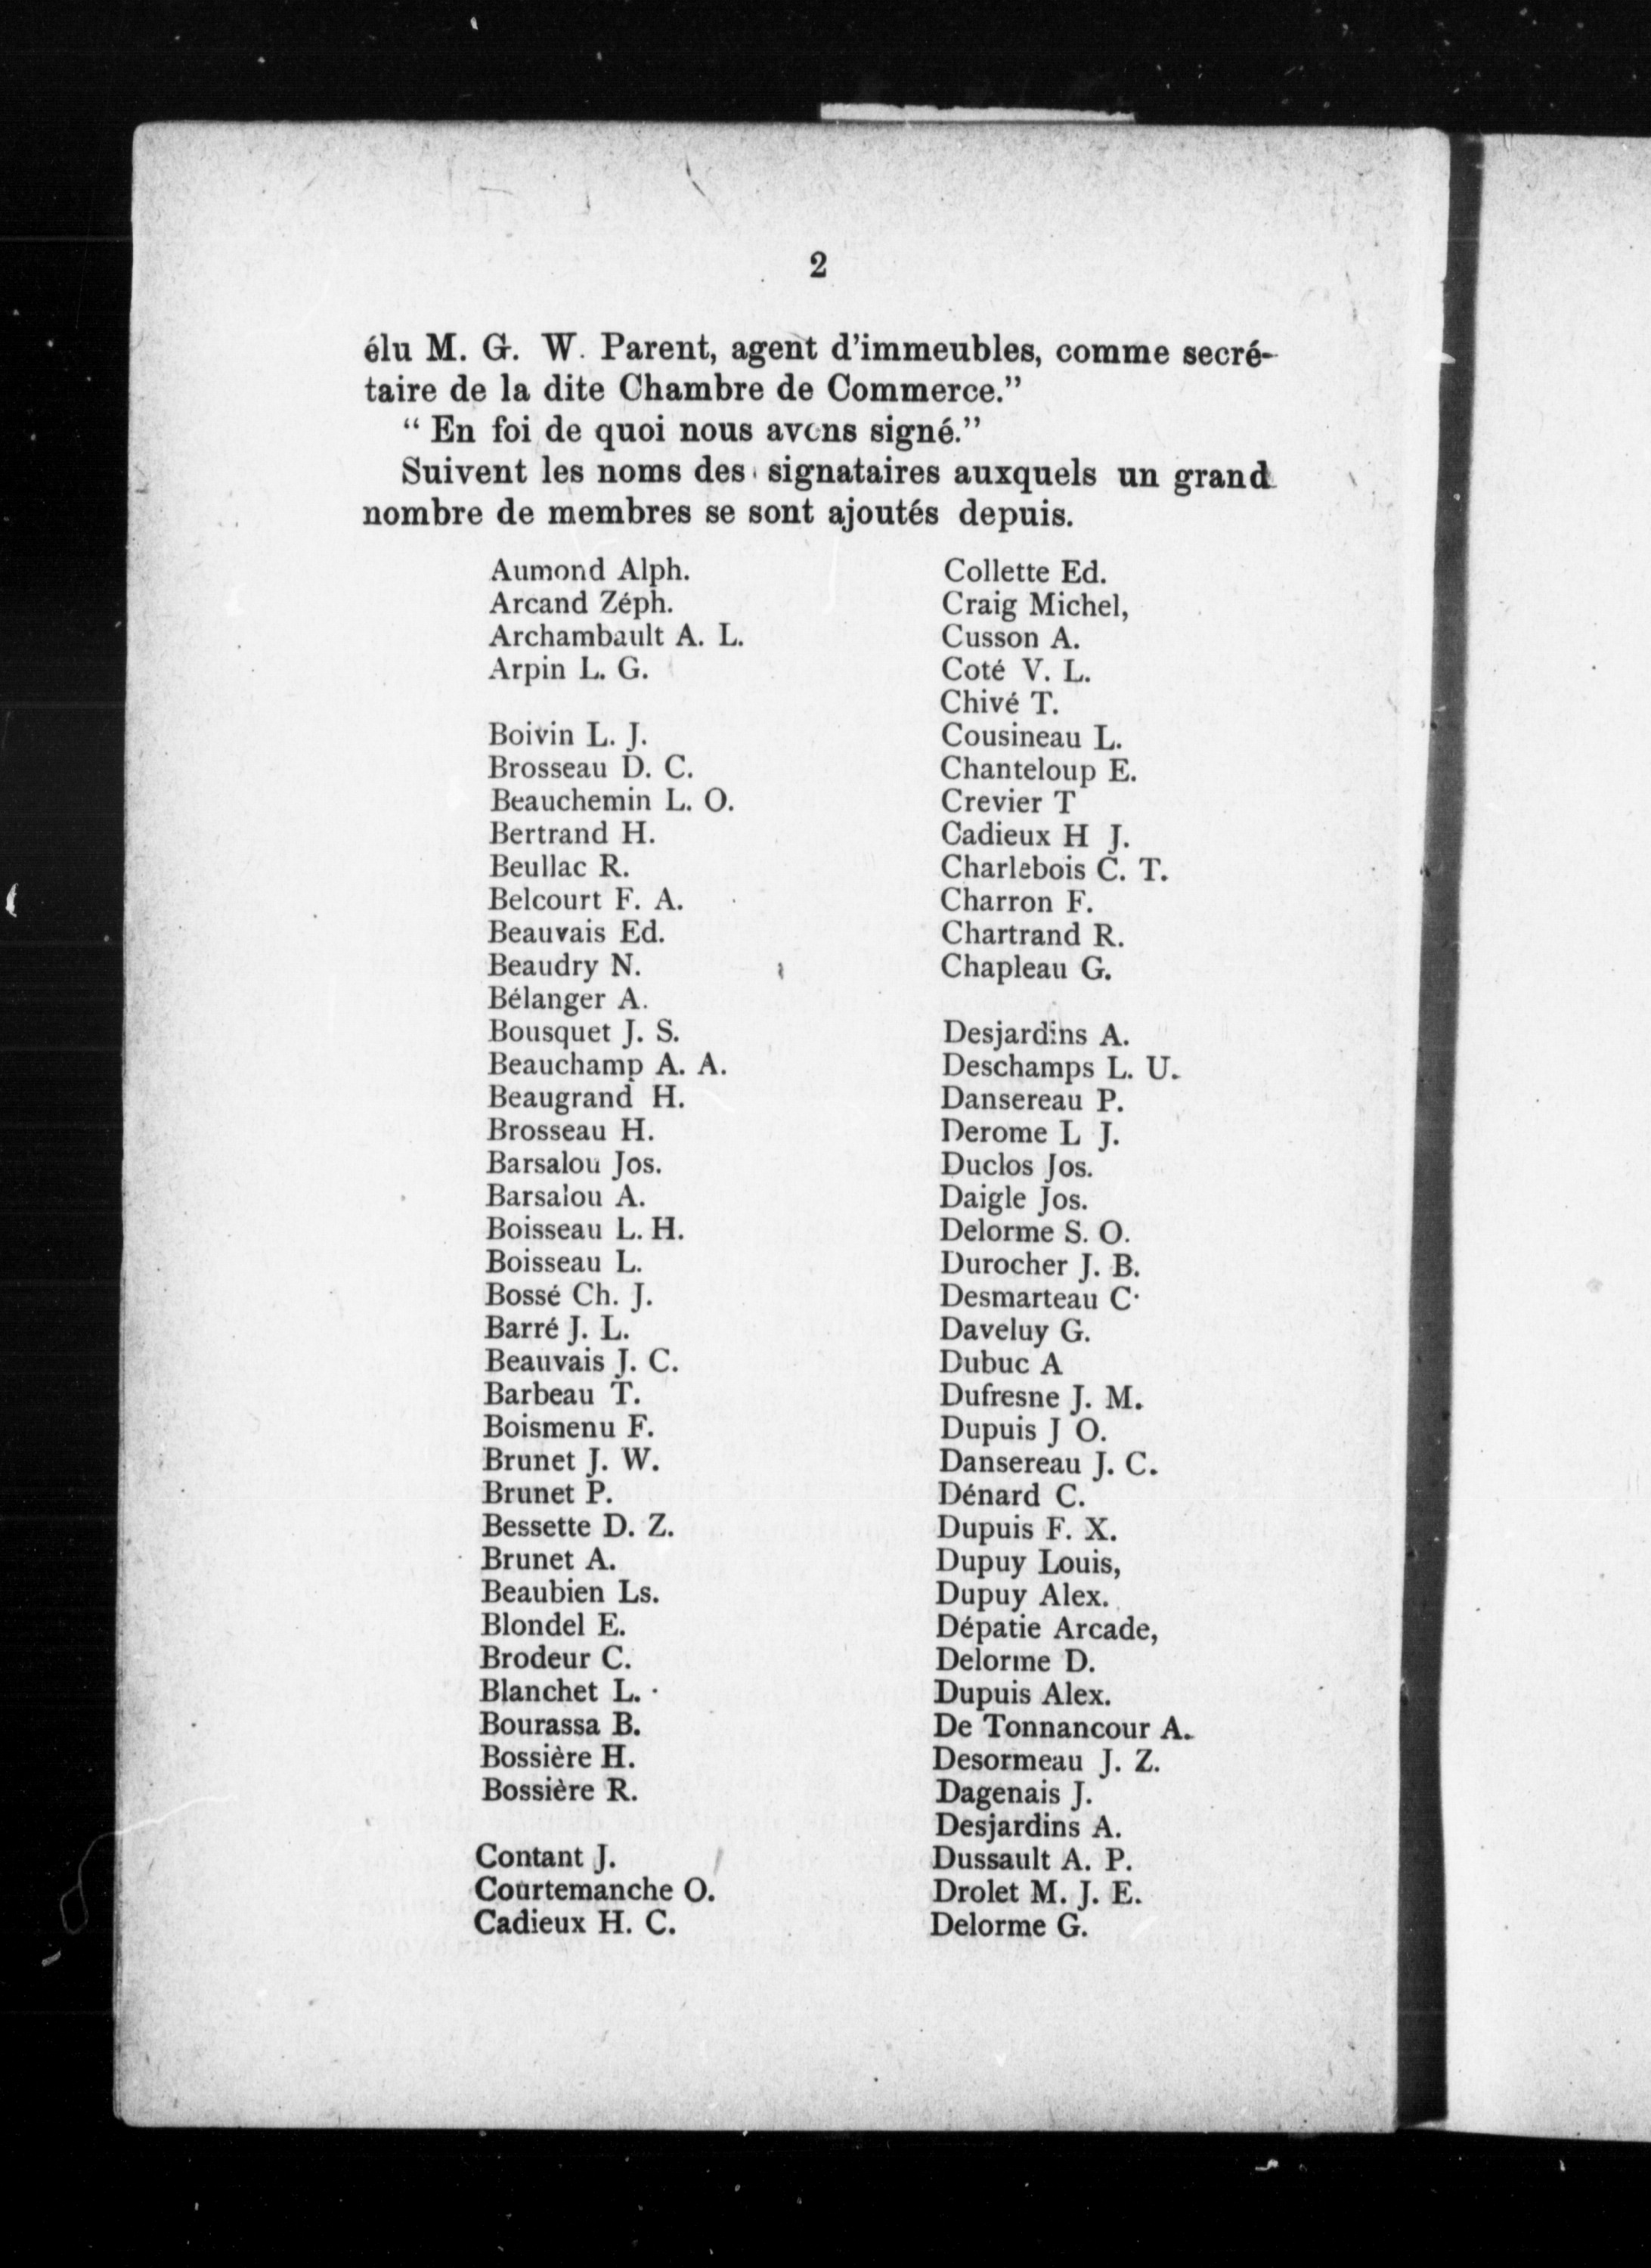 2
élu M. G. W. Parent, agent d'immeubles, comme secré-
taire de la dite Chambre de Commerce."
" En foi de quoi nous avons signé."
Suivent les noms des signataires auxquels un grand
nombre de membres se sont ajoutés depuis.
Aumond Alph.
Arcand Zéph.
Archambault A. L.
Arpin L. G.
Boivin L. J.
Brosseau D. C.
Beauchemin L. O.
Bertrand H.
Beullac R.
Belcourt F. A.
Beauvais Ed.
Beaudry N.
Bélanger A.
Bousquet J. S.
Beauchamp A. A.
Beaugrand H.
Brosseau H.
Barsalou Jos.
Barsalou A.
Boisseau L. H.
Boisseau L.
Bossé Ch. J.
Barré J. L.
Beauvais J. C.
Barbeau T.
Boismenu F.
Brunet J. W.
Brunet P.
Bessette D. Z.
Brunet A.
Beaubien Ls.
Blondel E.
Brodeur C.
Blanchet L.
Bourassa B.
Bossière H.
Bossière R.
Contant J.
Courtemanche O.
Cadieux H. C.
Collette Ed.
Craig Michel,
Cusson A.
Coté V. L.
Chivé T.
Cousineau L.
Chanteloup E.
Crevier T
Cadieux H J.
Charlebois C. T.
Charron F.
Chartrand R.
Chapleau G.
Desjardins A.
Deschamps L. U.
Dansereau P.
Derome L J.
Duclos Jos.
Daigle Jos.
Delorme S. O.
Durocher J. B.
Desmarteau C.
Daveluy G.
Dubuc A
Dufresne J. M.
Dupuis J O.
Dansereau J. C.
Dénard C.
Dupuis F. X.
Dupuy Louis,
Dupuy Alex.
Dépatie Arcade,
Delorme D.
Dupuis Alex.
De Tonnancour A.
Desormeau J. Z.
Dagenais J.
Desjardins A.
Dussault A. P.
Drolet M. J. E.
Delorme G.